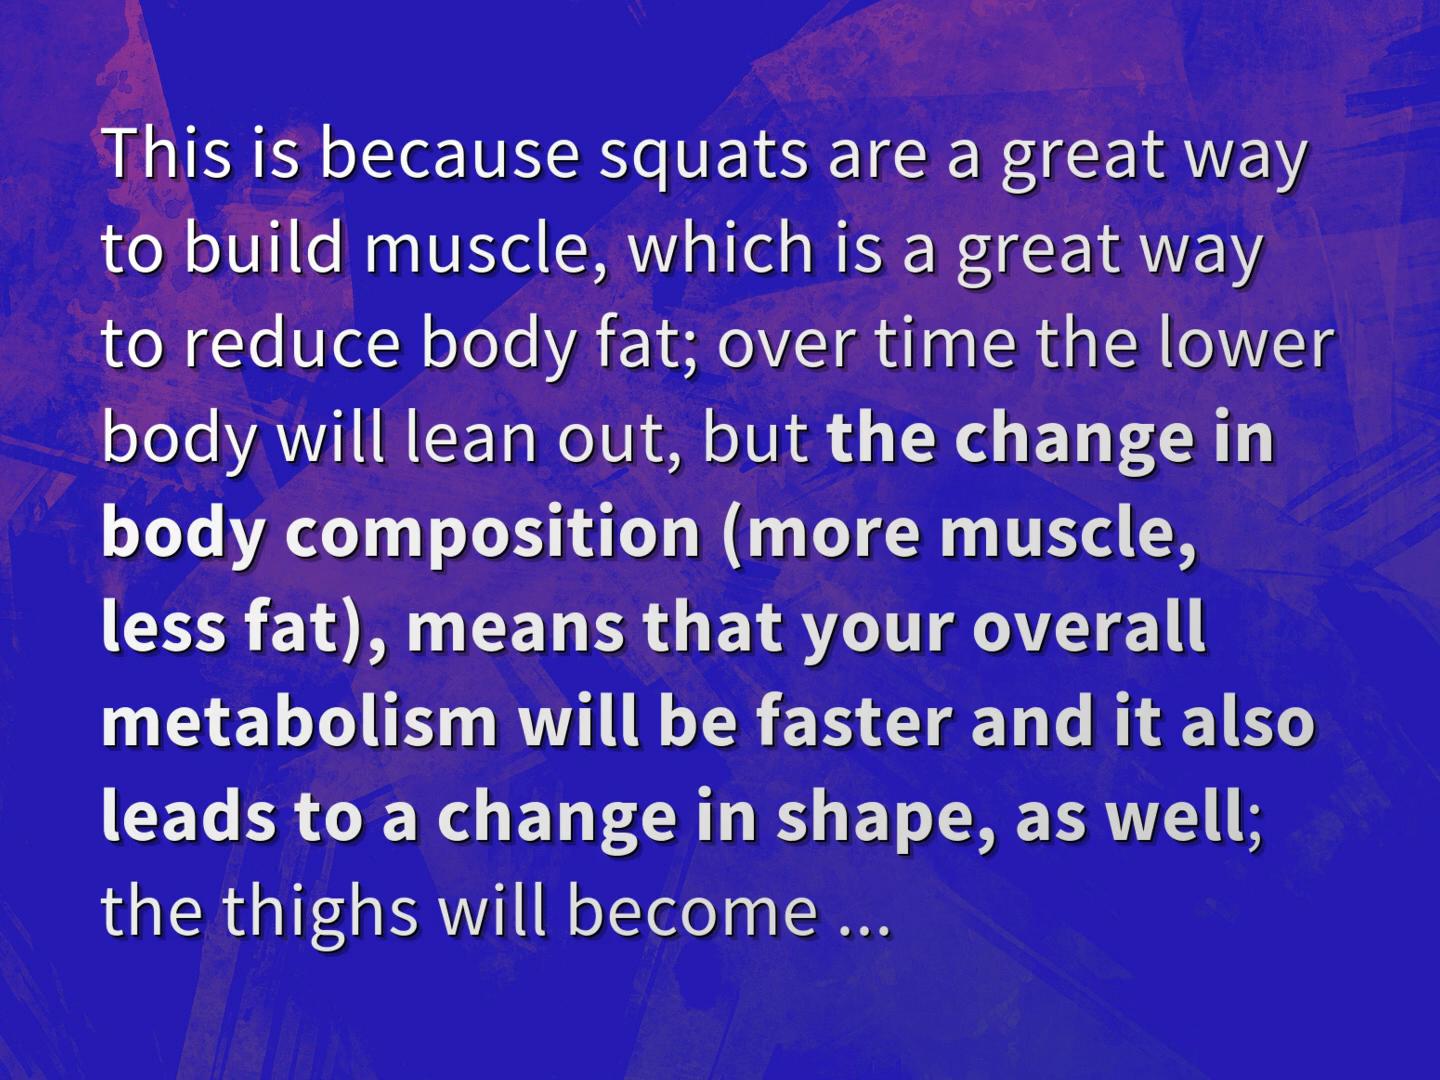 This is because squats are a great way
to build muscle, which is a great way
to reduce body fat; over time the lower
body will lean out, but the change in
body composition (more muscle,
less fat), means that your overall
metabolism will be faster and it also
leads to a change in shape, as well;
the thighs will become ...